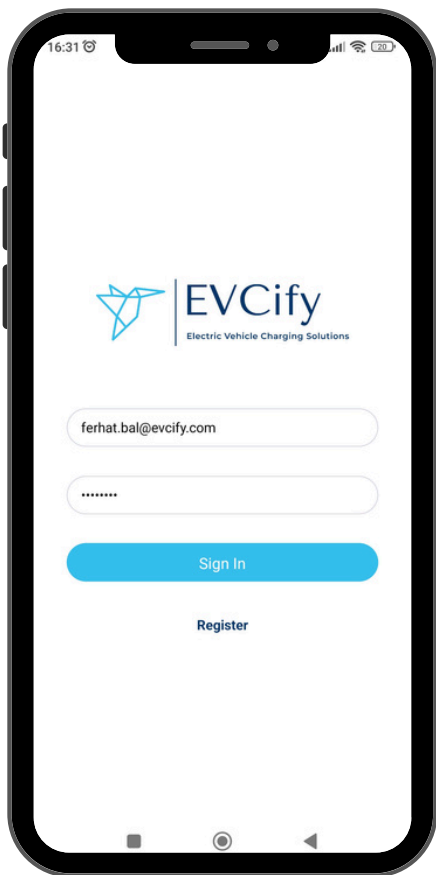 16:31
20
EVCify
Electric Vehicle Charging Solutions
ferhat.bal@evcify.com
••••••••
Sign In
Register